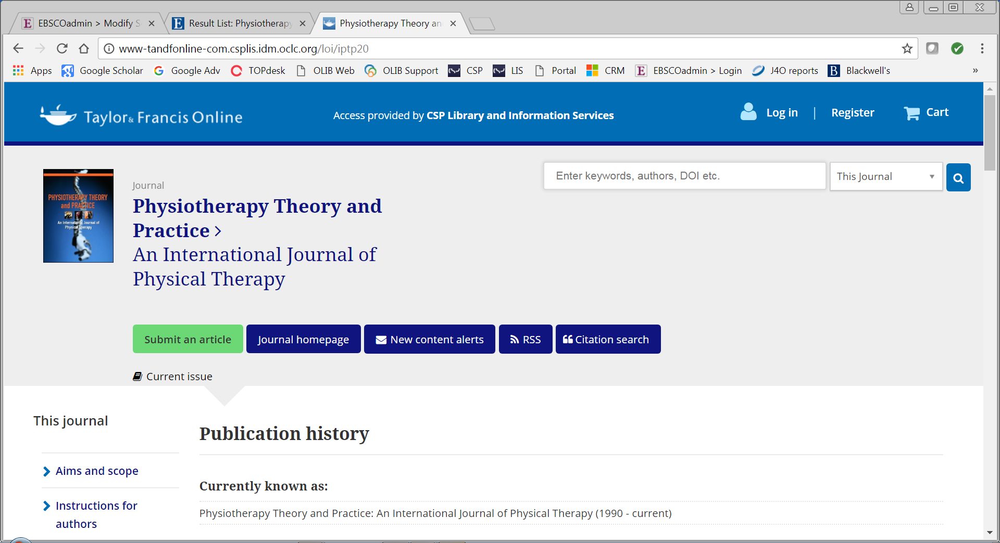 EBSCOadmin > Modify S
Result List: Physiotherapy
Physiotherapy Theory an
www-tandfonline-com.csplis.idm.oclc.org/loi/iptp20
Apps Google Scholar Google Adv TOPdesk OLIB Web OLIB Support CSP LIS Portal CRM EBSCOadmin > Login J4O reports Blackwell's »
Taylor & Francis Online
Access provided by CSP Library and Information Services
Log in | Register Cart
Enter keywords, authors, DOI etc. This Journal
PHYSIOTHERAPY THEORY
and PRACTICE
An International Journal of
Physical Therapy
Journal
Physiotherapy Theory and
Practice >
An International Journal of
Physical Therapy
Submit an article Journal homepage New content alerts RSS Citation search
Current issue
This journal
Aims and scope
Instructions for
authors
Publication history
Currently known as:
Physiotherapy Theory and Practice: An International Journal of Physical Therapy (1990 - current)